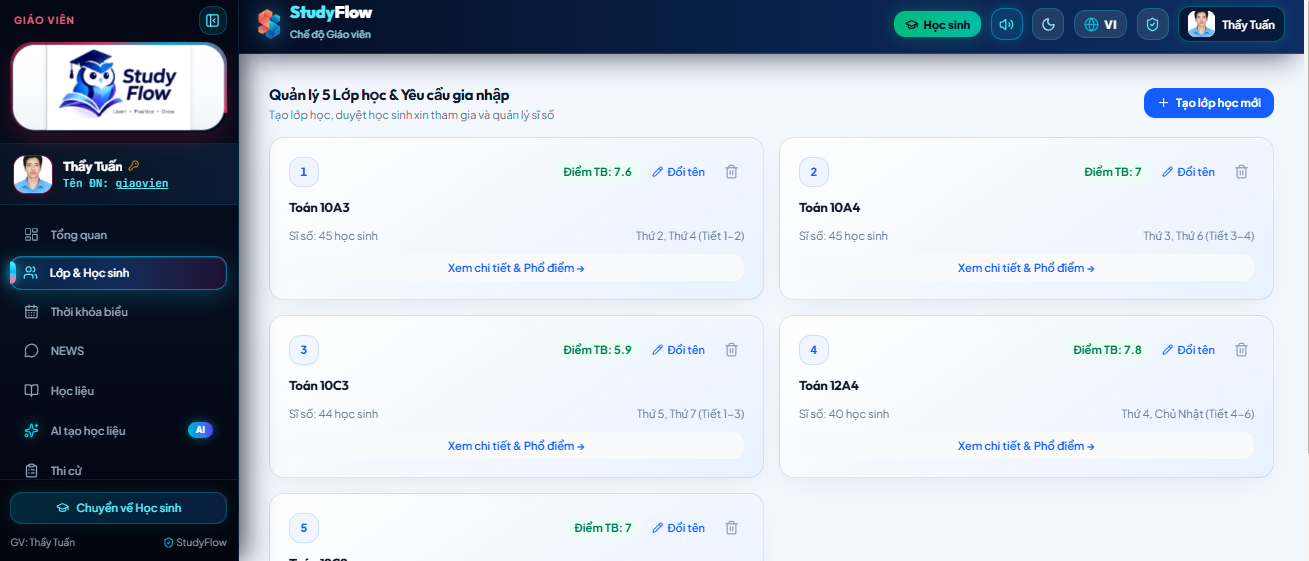 GIÁO VIÊN
Study
Flow
Learn • Practice • Grow
Thầy Tuấn
Tên ĐN: giaovien
Tổng quan
Lớp & Học sinh
Thời khóa biểu
NEWS
Học liệu
AI tạo học liệu AI
Thi cử
Chuyển về Học sinh
GV: Thầy Tuấn StudyFlow
StudyFlow
Chế độ Giáo viên
Học sinh VI Thầy Tuấn
Quản lý 5 Lớp học & Yêu cầu gia nhập
Tạo lớp học, duyệt học sinh xin tham gia và quản lý sĩ số
+ Tạo lớp học mới
1 Điểm TB: 7.6 Đổi tên
Toán 10A3
Sĩ số: 45 học sinh Thứ 2, Thứ 4 (Tiết 1-2)
Xem chi tiết & Phổ điểm →
2 Điểm TB: 7 Đổi tên
Toán 10A4
Sĩ số: 45 học sinh Thứ 3, Thứ 6 (Tiết 3-4)
Xem chi tiết & Phổ điểm →
3 Điểm TB: 5.9 Đổi tên
Toán 10C3
Sĩ số: 44 học sinh Thứ 5, Thứ 7 (Tiết 1-3)
Xem chi tiết & Phổ điểm →
4 Điểm TB: 7.8 Đổi tên
Toán 12A4
Sĩ số: 40 học sinh Thứ 4, Chủ Nhật (Tiết 4-6)
Xem chi tiết & Phổ điểm →
5 Điểm TB: 7 Đổi tên